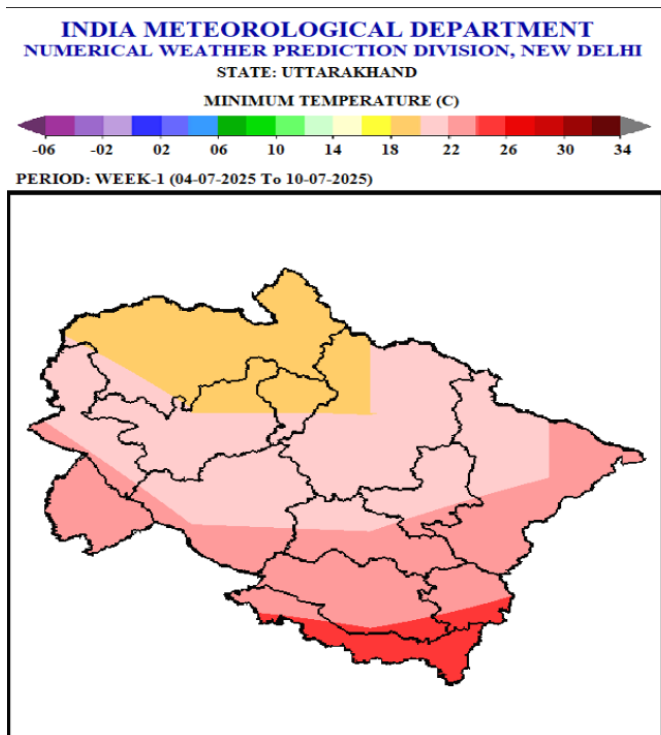 INDIA METEOROLOGICAL DEPARTMENT
NUMERICAL WEATHER PREDICTION DIVISION, NEW DELHI
STATE: UTTARAKHAND
MINIMUM TEMPERATURE (C)
-06 -02 02 06 10 14 18 22 26 30 34
PERIOD: WEEK-1 (04-07-2025 To 10-07-2025)